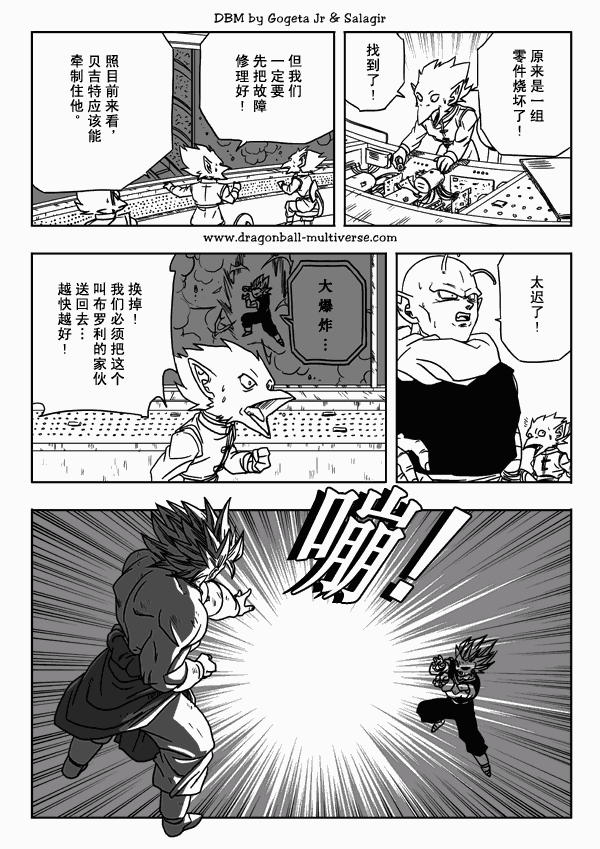 DBM by Gogeta Jr & Salagir
原来是一组
零件烧坏了！
找到了！
但我们
一定要
先把故障
修理好！
照目前来看，
贝吉特应该能
牵制住他。
www.dragonball-multiverse.com
太迟了！
大爆炸…
换掉！
我们必须把这个
叫布罗利的家伙
送回去…
越快越好！
嘣！